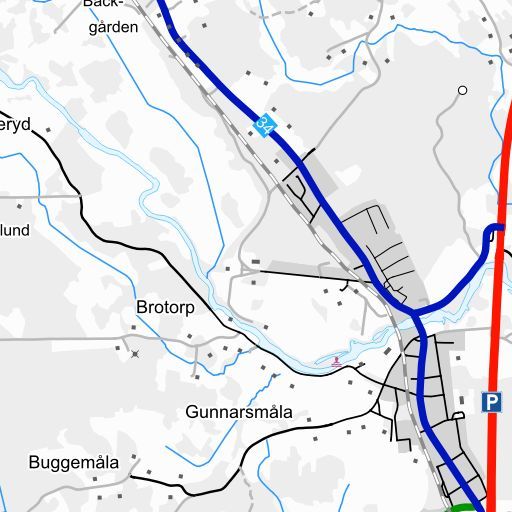 Back-
gården
eryd
34
lund
Brotorp
P
Gunnarsmåla
Buggemåla